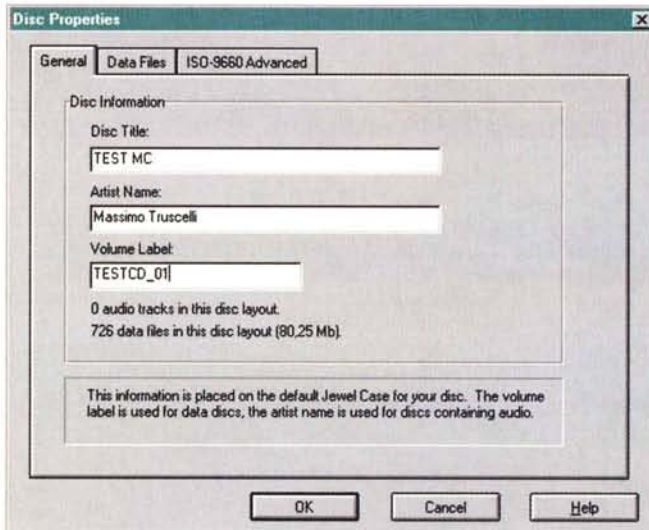 Disc Properties
General Data Files ISO-9660 Advanced
Disc Information
Disc Title:
TEST MC
Artist Name:
Massimo Truscelli
Volume Label:
TESTCD_01
0 audio tracks in this disc layout.
726 data files in this disc layout (80,25 Mb).
This information is placed on the default Jewel Case for your disc. The volume
label is used for data discs, the artist name is used for discs containing audio.
OK Cancel Help